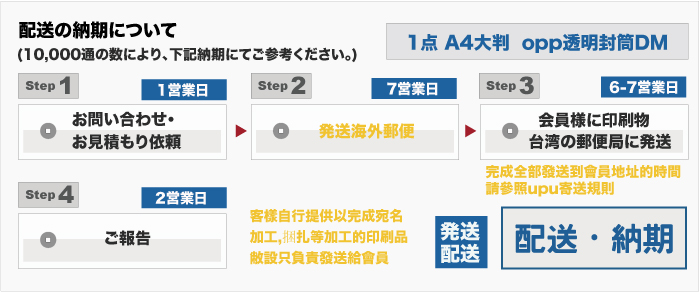 配送の納期について
(10,000通の数により、下記納期にてご参考ください。)
1点 A4大判 opp透明封筒DM
Step 1
1営業日
お問い合わせ・
お見積もり依頼
Step 2
7営業日
発送海外郵便
Step 3
6-7営業日
会員様に印刷物
台湾の郵便局に発送
完成全部發送到會員地址的時間
請參照upu寄送規則
Step 4
2営業日
ご報告
客樣自行提供以完成宛名
加工,捆扎等加工的印刷品
敝設只負責發送給會員
発送
配送
配送・納期